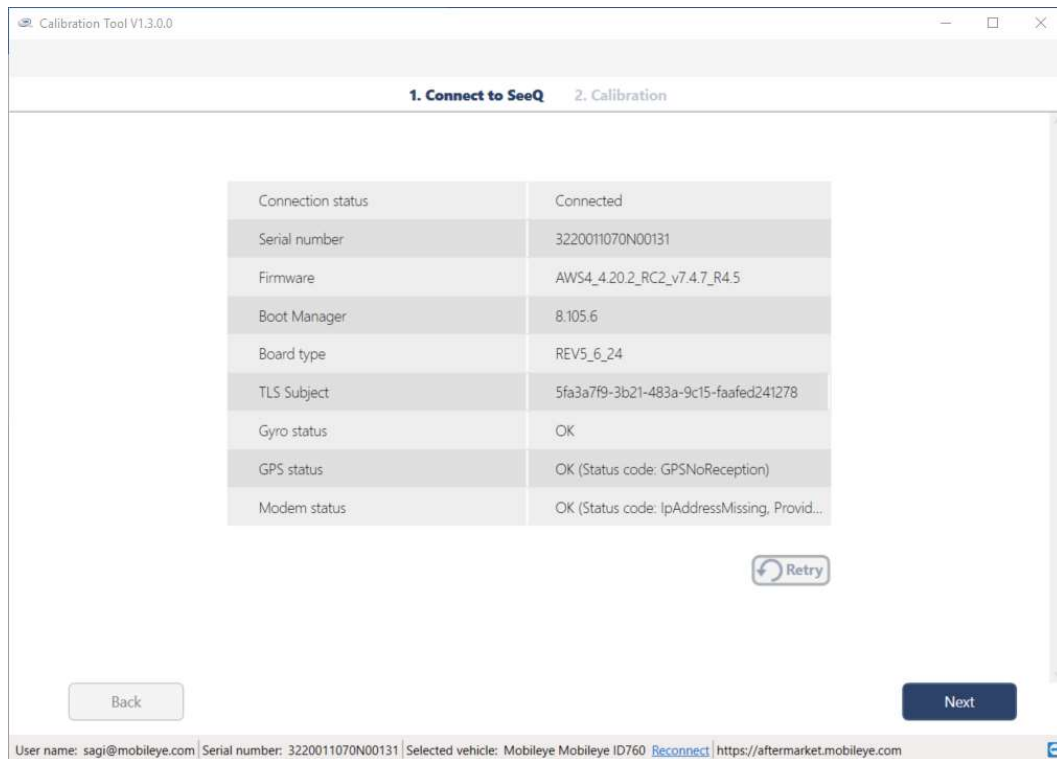 Calibration Tool V1.3.0.0
1. Connect to SeeQ 2. Calibration
Connection status Connected
Serial number 3220011070N00131
Firmware AWS4_4.20.2_RC2_v7.4.7_R4.5
Boot Manager 8.105.6
Board type REV5_6_24
TLS Subject 5fa3a7f9-3b21-483a-9c15-faafed241278
Gyro status OK
GPS status OK (Status code: GPSNoReception)
Modem status OK (Status code: IpAddressMissing, Provid...
Retry
Back Next
User name: sagi@mobileye.com Serial number: 3220011070N00131 Selected vehicle: Mobileye Mobileye ID760 Reconnect https://aftermarket.mobileye.com